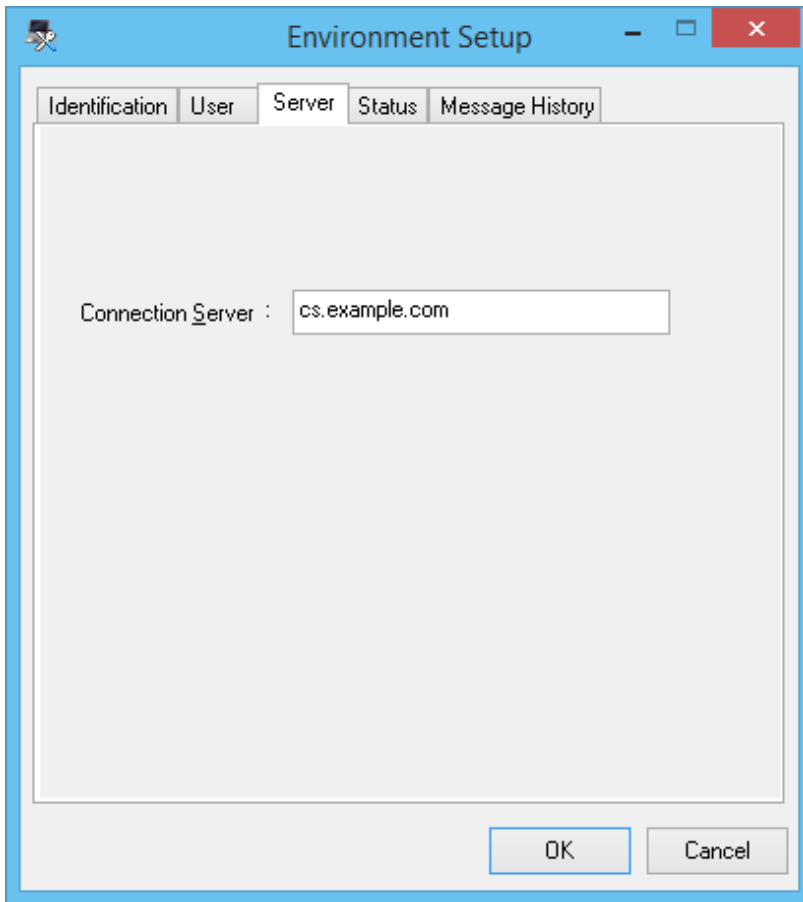 Environment Setup
Identification User Server Status Message History
Connection Server : cs.example.com
OK Cancel